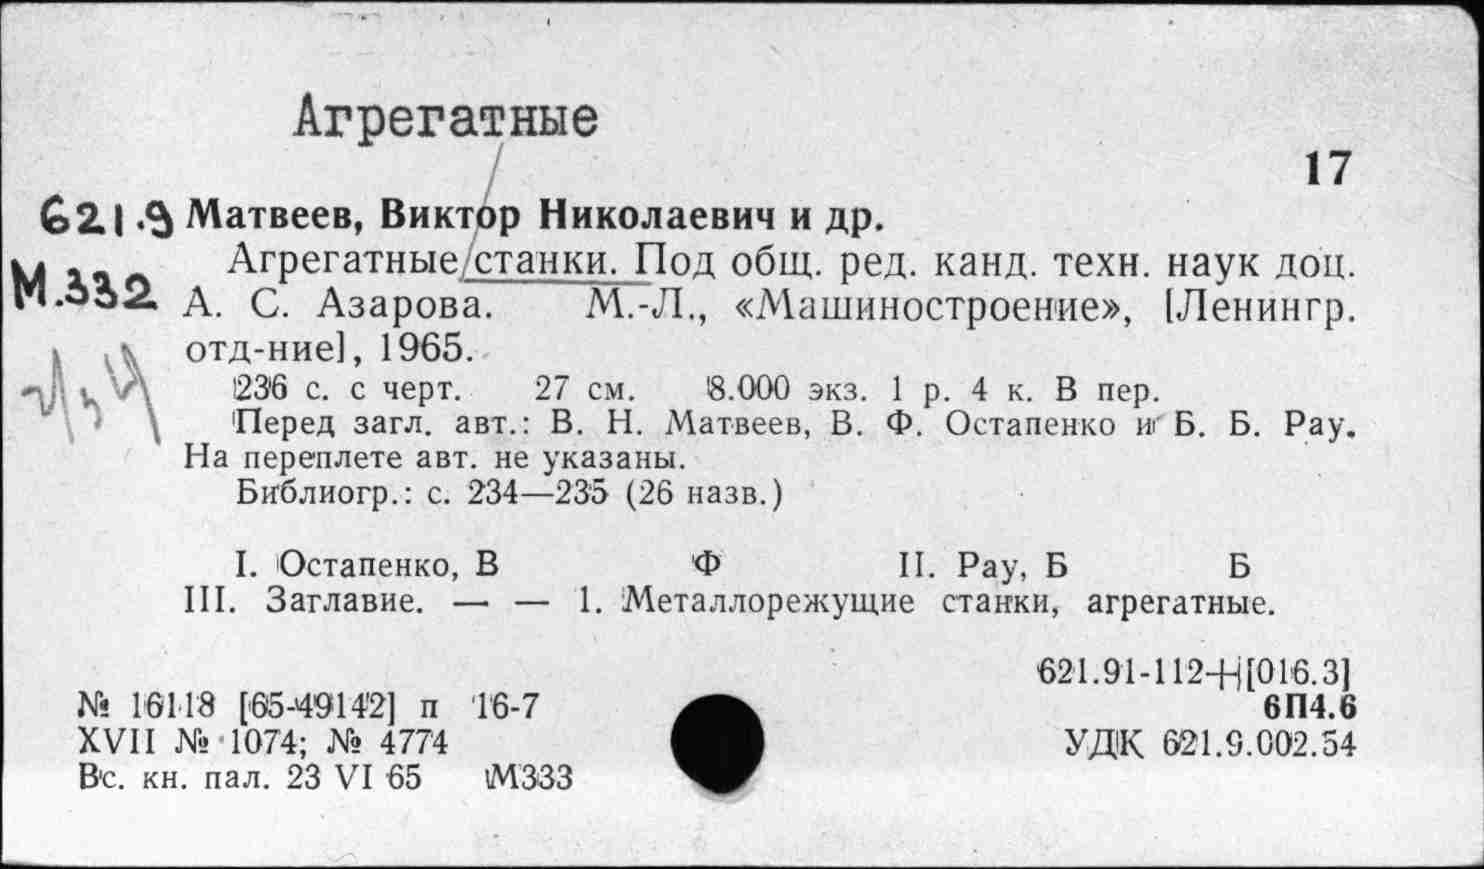 Агрегатные
17
621.9 Матвеев, Виктор Николаевич и др.
М.332 Агрегатные станки. Под общ. ред. канд. техн. наук доц.
А. С. Азарова. М.-Л., «Машиностроение», [Ленингр.
отд-ние], 1965.
236 с. с черт. 27 см. 8.000 экз. 1 р. 4 к. В пер.
Перед загл. авт.: В. Н. Матвеев, В. Ф. Остапенко и Б. Б. Рау.
На переплете авт. не указаны.
Библиогр.: с. 234—235 (26 назв.)
I. Остапенко, В Ф II. Рау, Б Б
III. Заглавие. — — 1. Металлорежущие станки, агрегатные.
621.91-112+[016.3]
№ 16118 [65-49142] п 16-7 6П4.6
XVII № 1074; № 4774 УДК 621.9.002.54
Вс. кн. пал. 23 VI 65 М333